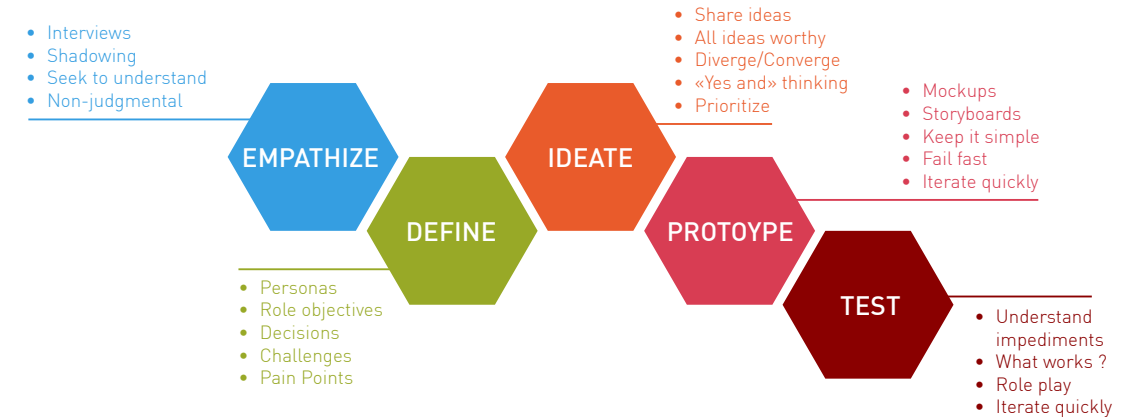 • Interviews
• Shadowing
• Seek to understand
• Non-judgmental
EMPATHIZE
DEFINE
• Personas
• Role objectives
• Decisions
• Challenges
• Pain Points
• Share ideas
• All ideas worthy
• Diverge/Converge
• «Yes and» thinking
• Prioritize
IDEATE
• Mockups
• Storyboards
• Keep it simple
• Fail fast
• Iterate quickly
PROTOYPE
TEST
• Understand
impediments
• What works ?
• Role play
• Iterate quickly